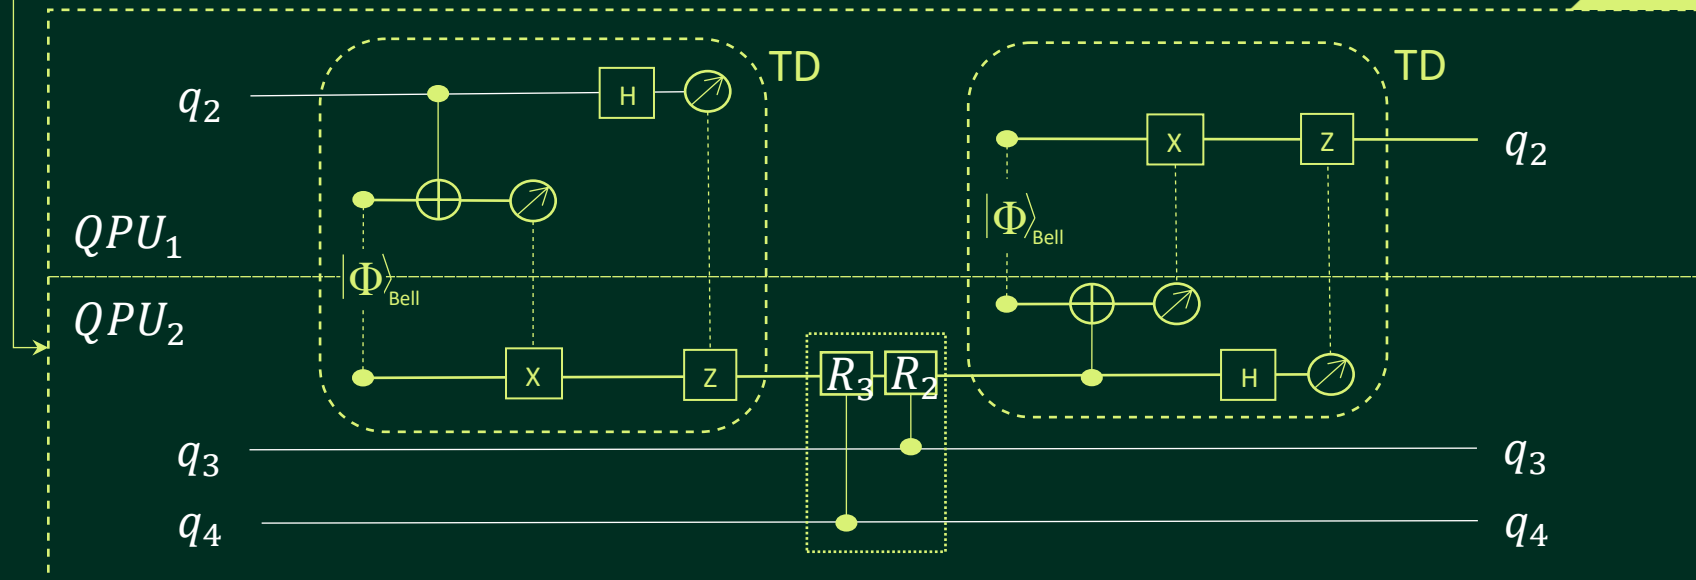 TD
TD
q₂
H
X
Z
q₂
QPU₁
|Φ⟩Bell
|Φ⟩Bell
QPU₂
X
Z
R₃
R₂
H
q₃
q₃
q₄
q₄